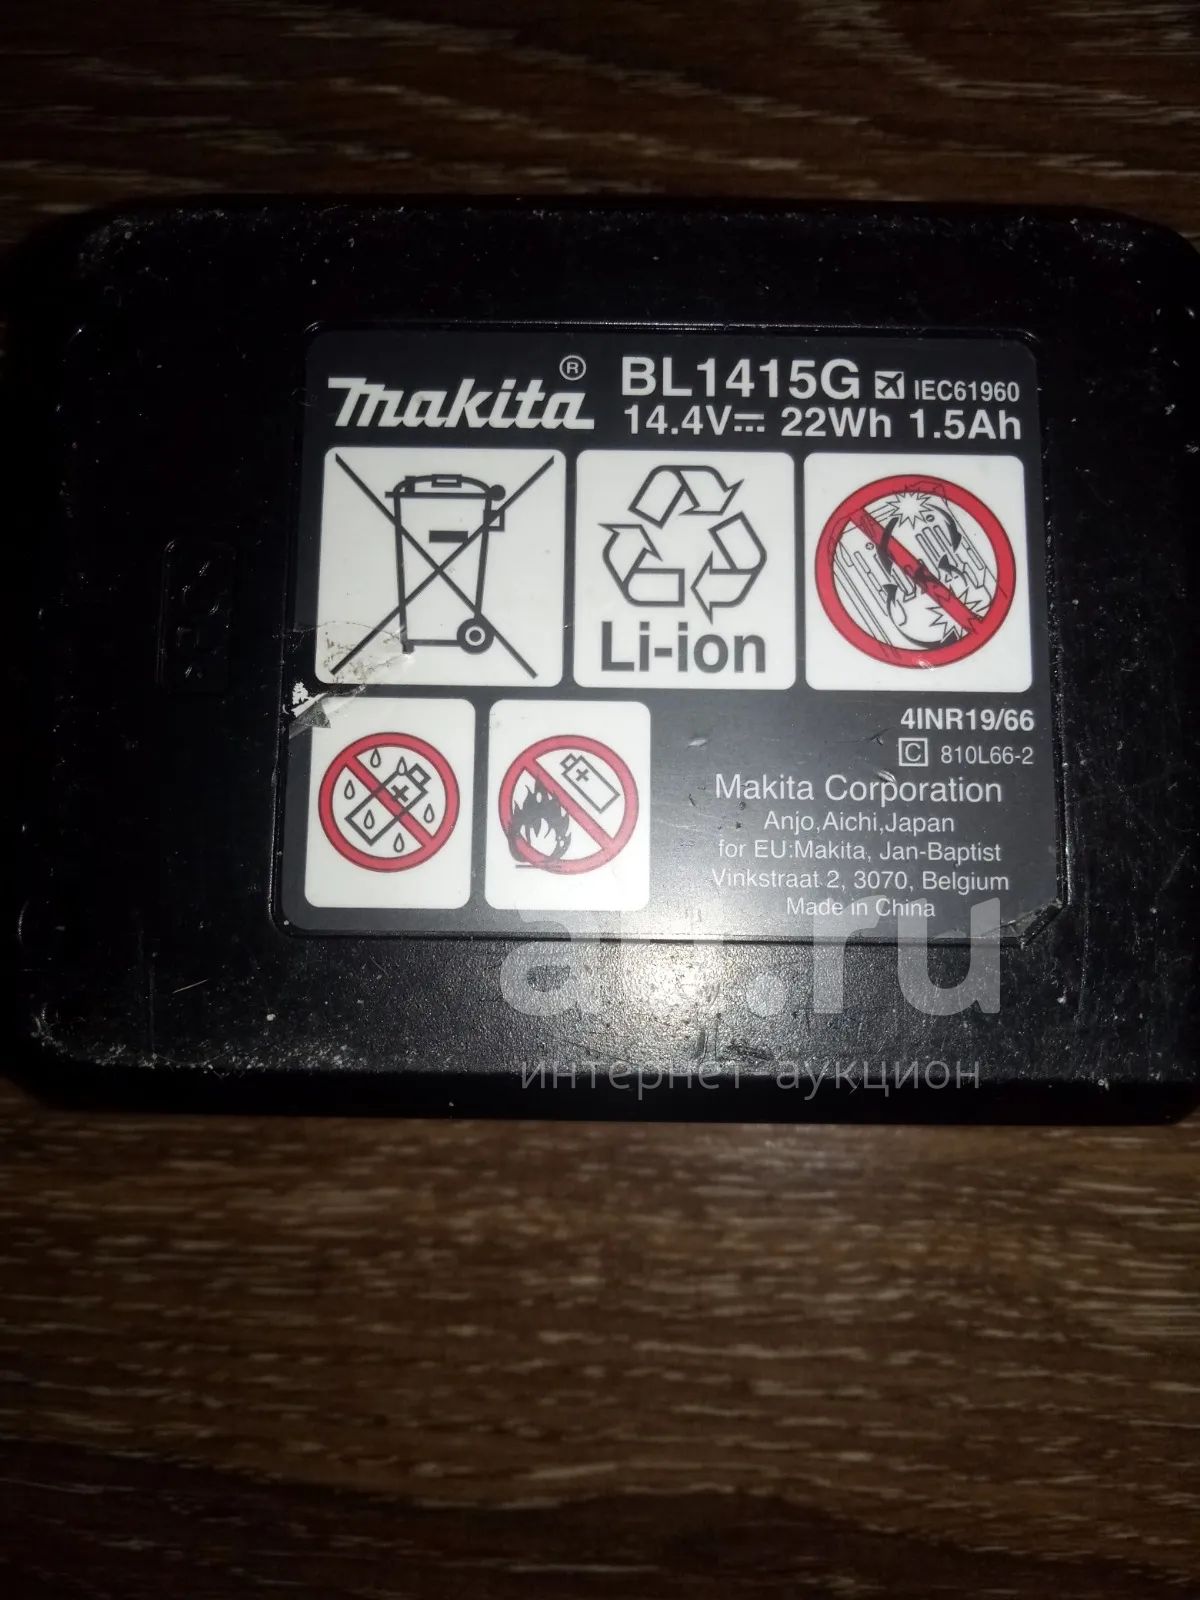 makita® BL1415G IEC61960
14.4V 22Wh 1.5Ah
Li-ion
4INR19/66
C 810L66-2
Makita Corporation
Anjo,Aichi,Japan
for EU:Makita, Jan-Baptist
Vinkstraat 2, 3070, Belgium
Made in China
au.ru
интернет-аукцион